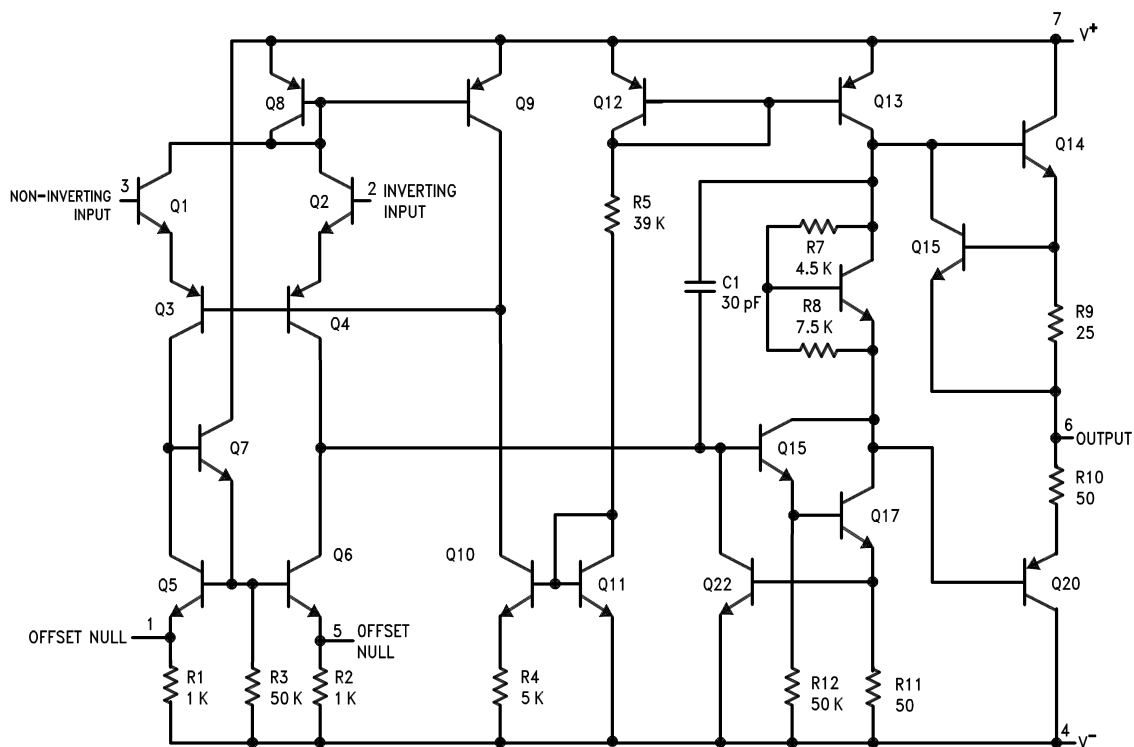 7
V+
Q8
Q9
Q12
Q13
Q14
3
NON-INVERTING
INPUT
Q1
Q2
2 INVERTING
INPUT
R5
39 K
R7
4.5 K
Q15
Q3
Q4
C1
30 pF
R8
7.5 K
R9
25
6
OUTPUT
Q7
Q15
R10
50
Q17
Q5
Q6
Q10
Q11
Q22
Q20
OFFSET NULL
1
5
OFFSET
NULL
R1
1 K
R3
50 K
R2
1 K
R4
5 K
R12
50 K
R11
50
4
V-